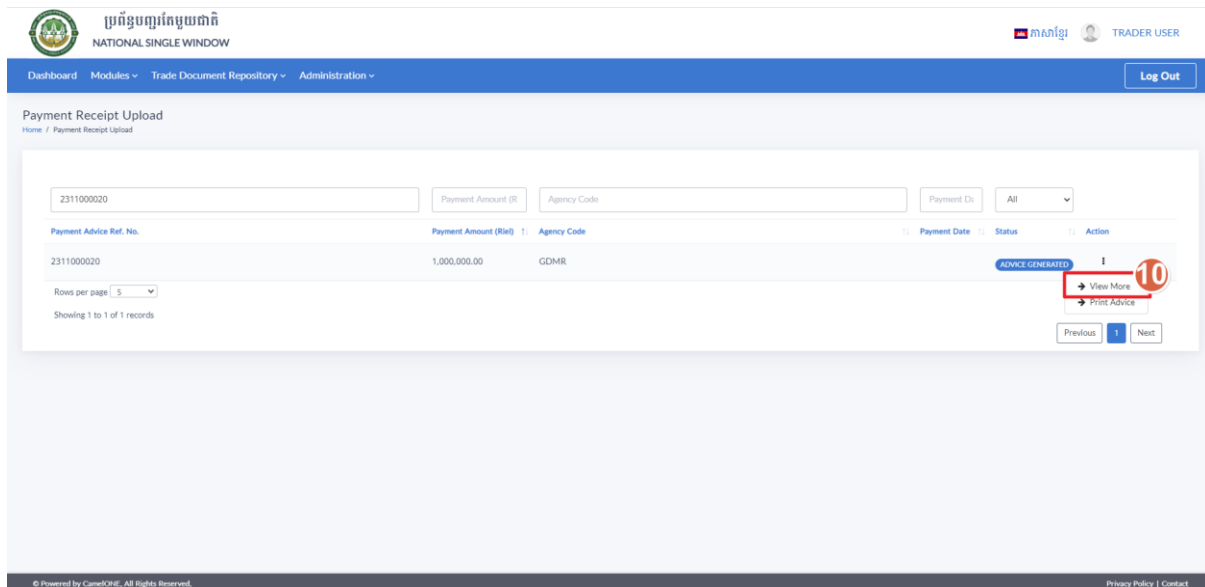 ប្រព័ន្ធបញ្ជរតែមួយជាតិ
NATIONAL SINGLE WINDOW
ភាសាខ្មែរ TRADER USER
Dashboard Modules Trade Document Repository Administration Log Out
Payment Receipt Upload
Home / Payment Receipt Upload
2311000020 Payment Amount (R Agency Code Payment Da All
Payment Advice Ref. No. Payment Amount (Riel) Agency Code Payment Date Status Action
2311000020 1,000,000.00 GDMR ADVICE GENERATED
10
View More
Print Advice
Rows per page 5
Showing 1 to 1 of 1 records
Previous 1 Next
© Powered by CamelONE. All Rights Reserved. Privacy Policy | Contact